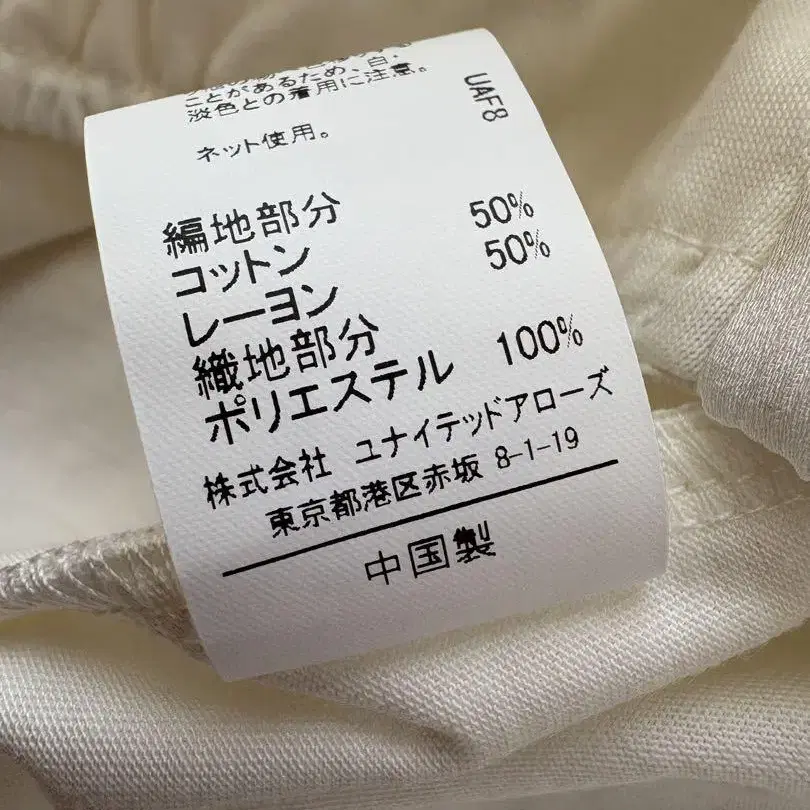 ことがあるため、白、
淡色との着用に注意。
ネット使用。
UAF8
編地部分
コットン 50%
レーヨン 50%
織地部分
ポリエステル 100%
株式会社 ユナイテッドアローズ
東京都港区赤坂 8-1-19
中国製